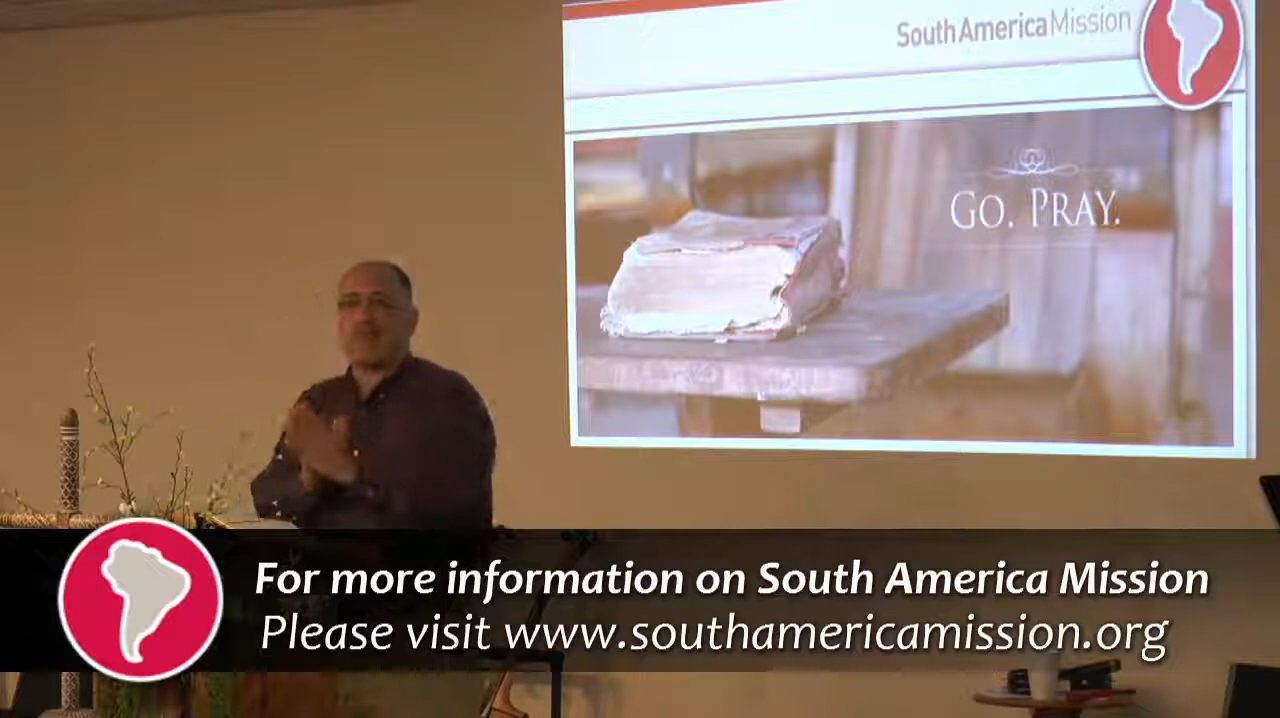 South America Mission
GO. PRAY.
For more information on South America Mission
Please visit www.southamericamission.org